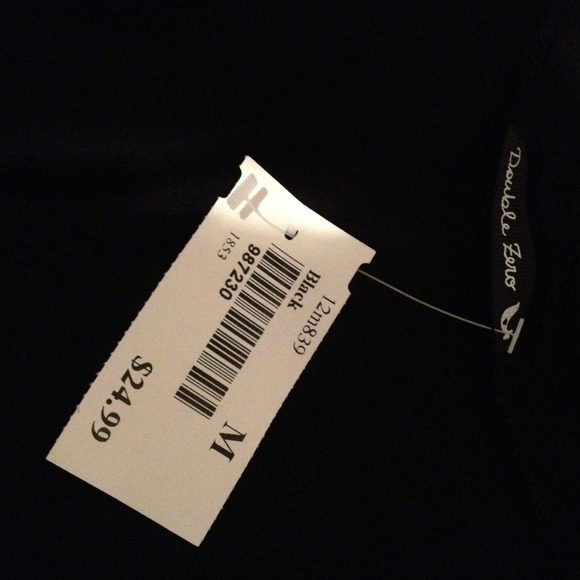 12m839
Black
987230
1853
M
$24.99
Double Zero